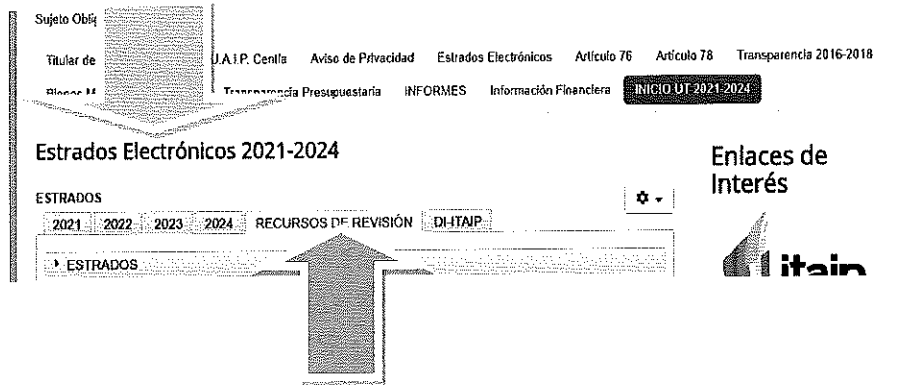 Sujeto Oblig
Titular de U.A.I.P. Centla Aviso de Privacidad Estrados Electrónicos Artículo 76 Artículo 78 Transparencia 2016-2018
Transparencia Presupuestaria INFORMES Información Financiera INICIO UT 2021-2024
Estrados Electrónicos 2021-2024
Enlaces de
Interés
ESTRADOS
2021 2022 2023 2024 RECURSOS DE REVISIÓN DI-ITAIP
ESTRADOS
itaip